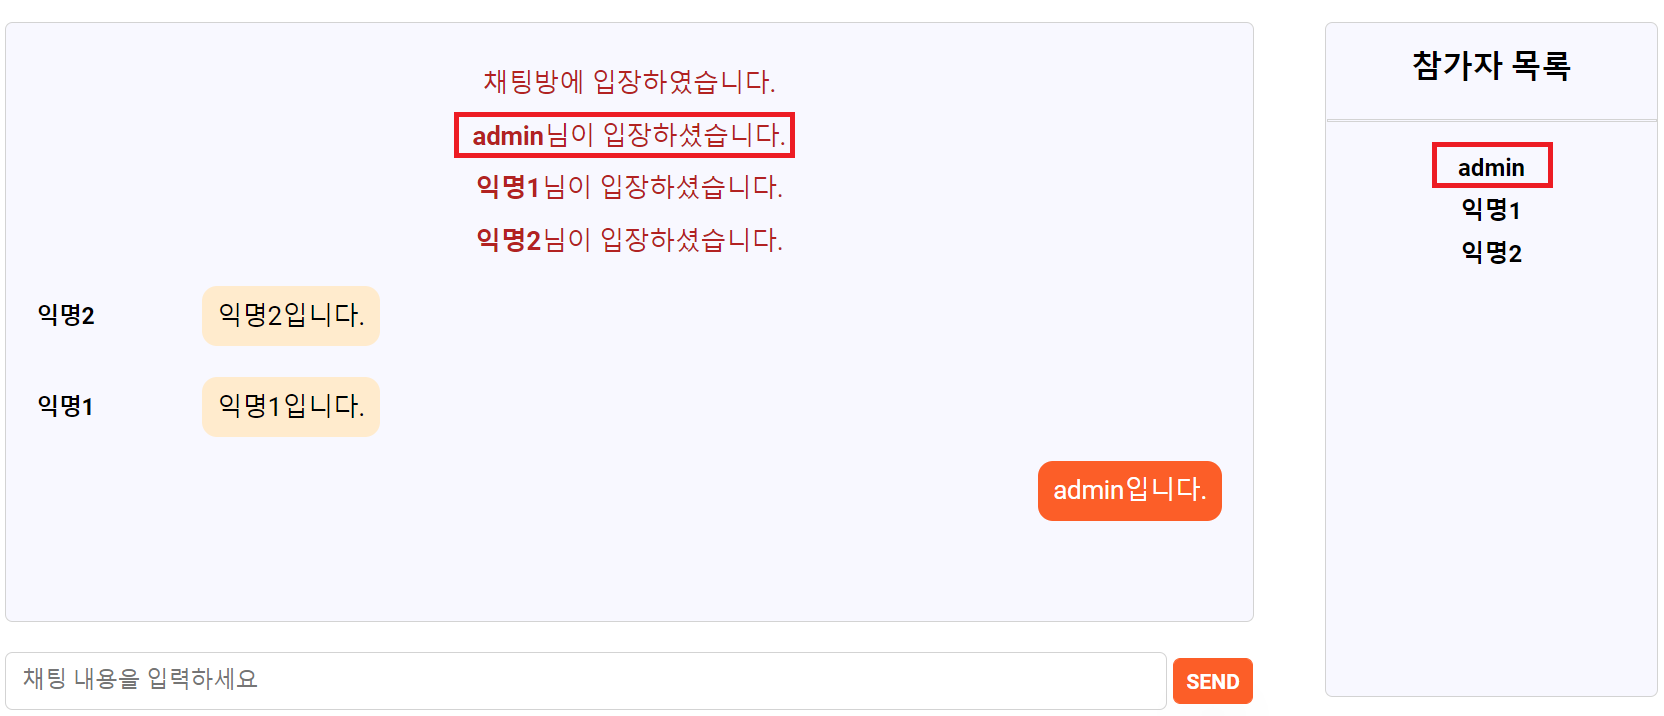 채팅방에 입장하였습니다.
admin님이 입장하셨습니다.
익명1님이 입장하셨습니다.
익명2님이 입장하셨습니다.
익명2 익명2입니다.
익명1 익명1입니다.
admin입니다.
채팅 내용을 입력하세요 SEND
참가자 목록
admin
익명1
익명2